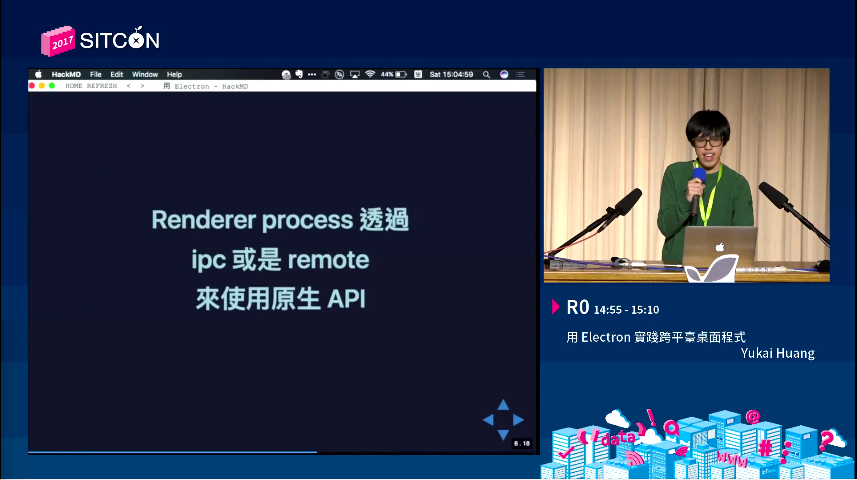 2017 SITCON
HackMD File Edit Window Help 44% Sat 15:04:59
HOME REFRESH < > 用 Electron - HackMD
Renderer process 透過
ipc 或是 remote
來使用原生 API
6.18
R0 14:55 - 15:10
用 Electron 實踐跨平臺桌面程式
Yukai Huang
data
www